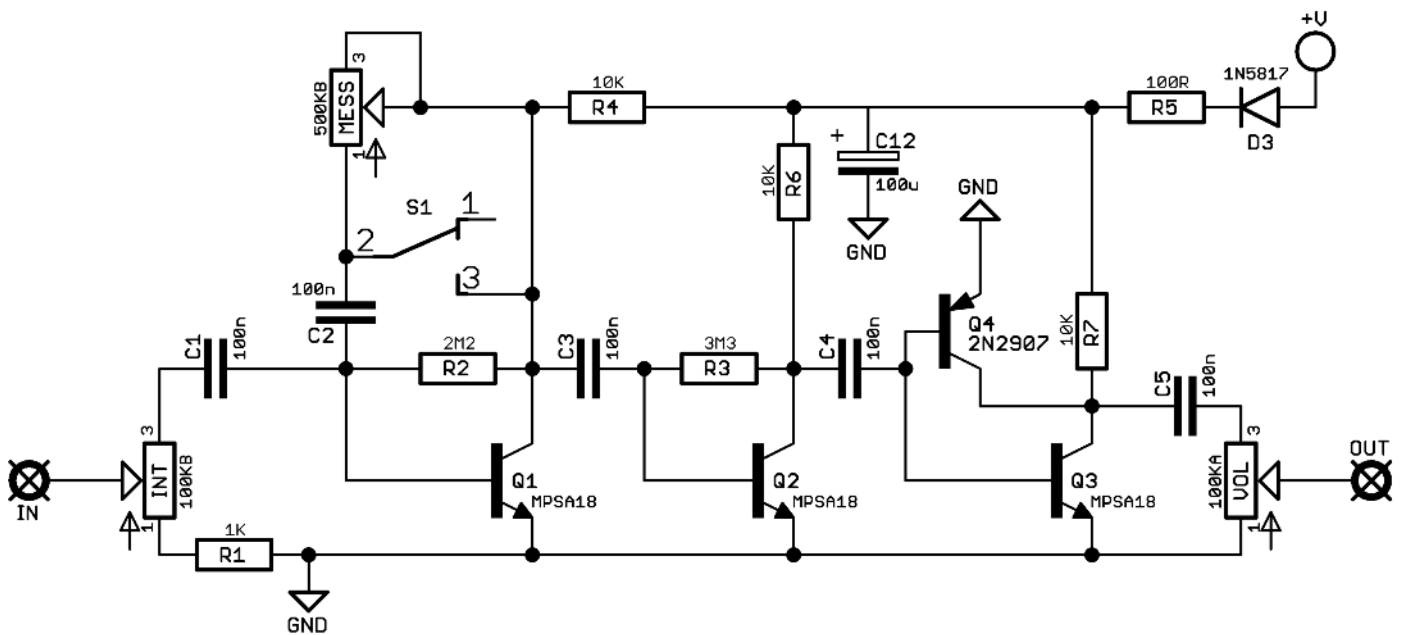 +V
1N5817
D3
100R
R5
10K
R4
3
500KB
MESS
1
+
C12
100u
GND
10K
R6
GND
S1
1
2
3
100n
C2
C1
100n
2M2
R2
C3
100n
3M3
R3
C4
100n
Q4
2N2907
10K
R7
C5
100n
3
INT
100KB
1
IN
1K
R1
GND
Q1
MPSA18
Q2
MPSA18
Q3
MPSA18
3
100KA
VOL
1
OUT